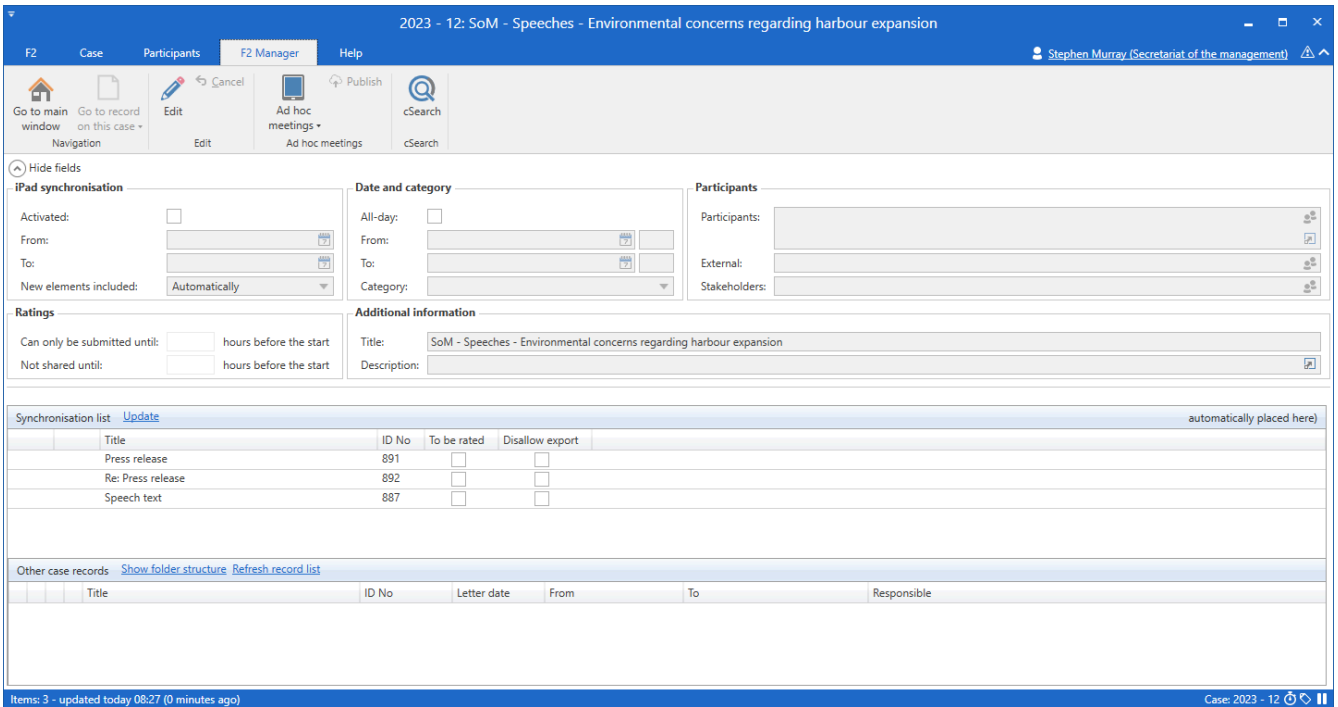 2023 - 12: SoM - Speeches - Environmental concerns regarding harbour expansion
F2 Case Participants F2 Manager Help Stephen Murray (Secretariat of the management)
Go to main window Go to record on this case Edit Cancel Ad hoc meetings Publish cSearch
Navigation Edit Ad hoc meetings cSearch
Hide fields
iPad synchronisation Date and category Participants
Activated: All-day: Participants:
From: From:
To: To: External:
New elements included: Automatically Category: Stakeholders:
Ratings Additional information
Can only be submitted until: hours before the start Title: SoM - Speeches - Environmental concerns regarding harbour expansion
Not shared until: hours before the start Description:
Synchronisation list Update automatically placed here)
Title ID No To be rated Disallow export
Press release 891
Re: Press release 892
Speech text 887
Other case records Show folder structure Refresh record list
Title ID No Letter date From To Responsible
Items: 3 - updated today 08:27 (0 minutes ago) Case: 2023 - 12